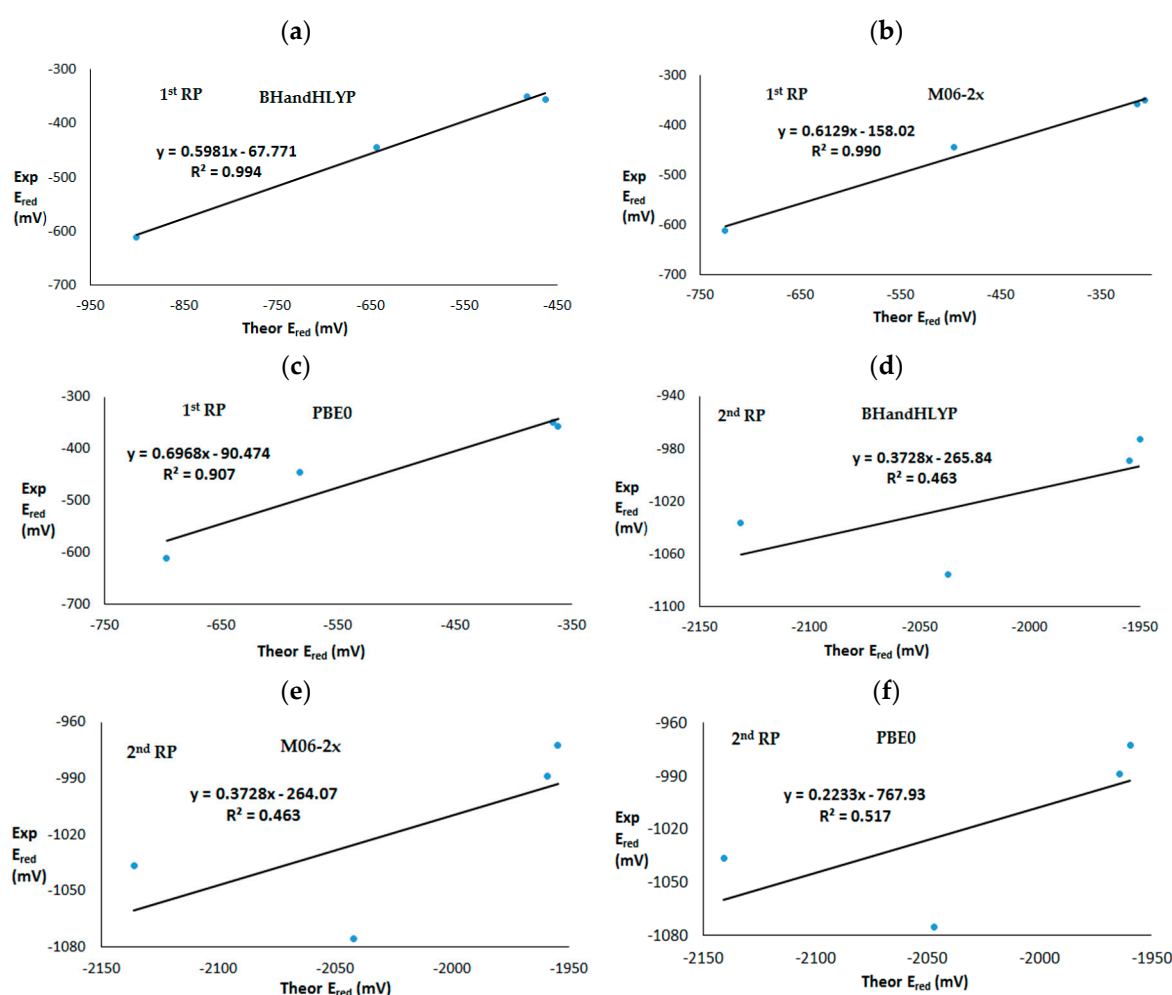 (a)
-300
-400
-500
-600
-700
1st RP BHandHLYP
y = 0.5981x - 67.771
R² = 0.994
Exp
Ered
(mV)
-950 -850 -750 -650 -550 -450
Theor Ered (mV)
(b)
-300
-400
-500
-600
-700
1st RP M06-2x
y = 0.6129x - 158.02
R² = 0.990
Exp
Ered
(mV)
-750 -650 -550 -450 -350
Theor Ered (mV)
(c)
-300
-400
-500
-600
-700
1st RP PBE0
y = 0.6968x - 90.474
R² = 0.907
Exp
Ered
(mV)
-750 -650 -550 -450 -350
Theor Ered (mV)
(d)
-940
-980
-1020
-1060
-1100
2nd RP BHandHLYP
y = 0.3728x - 265.84
R² = 0.463
Exp
Ered
(mV)
-2150 -2100 -2050 -2000 -1950
Theor Ered (mV)
(e)
-960
-990
-1020
-1050
-1080
2nd RP M06-2x
y = 0.3728x - 264.07
R² = 0.463
Exp
Ered
(mV)
-2150 -2100 -2050 -2000 -1950
Theor Ered (mV)
(f)
-960
-990
-1020
-1050
-1080
2nd RP PBE0
y = 0.2233x - 767.93
R² = 0.517
Exp
Ered
(mV)
-2150 -2100 -2050 -2000 -1950
Theor Ered (mV)